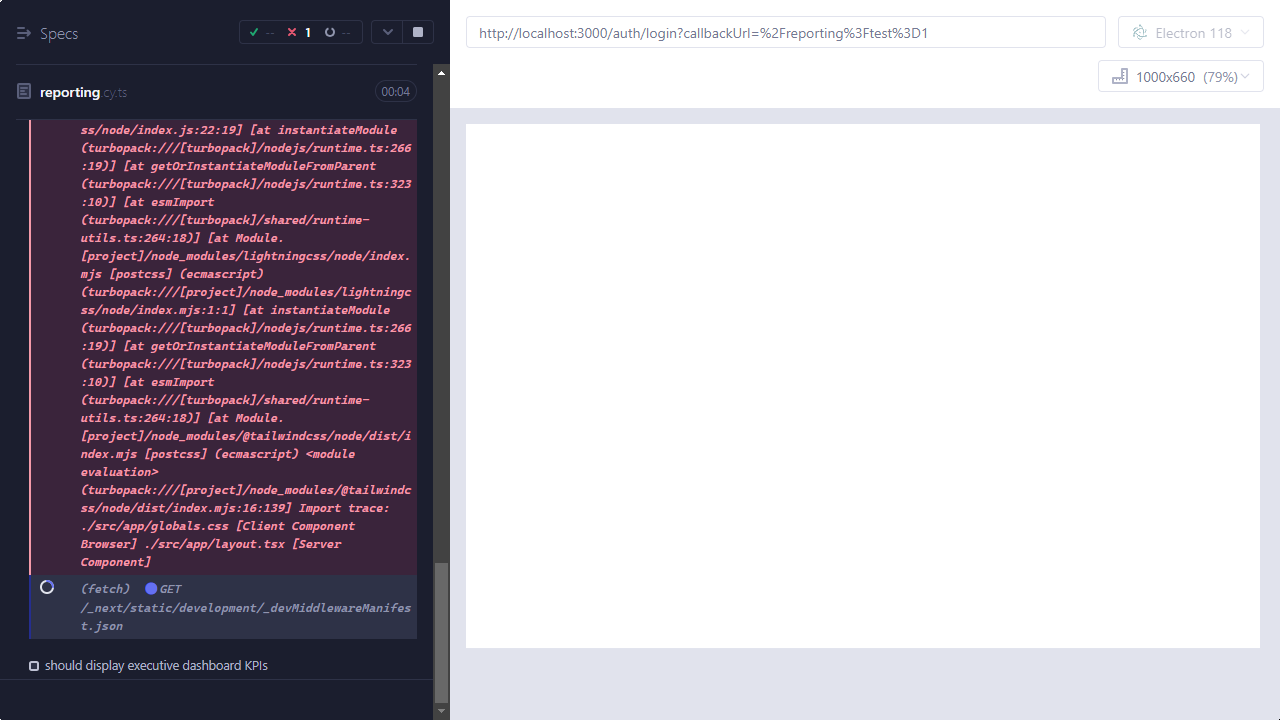 Specs
-- 1 --
http://localhost:3000/auth/login?callbackUrl=%2Freporting%3Ftest%3D1
Electron 118
1000x660 (79%)
reporting.cy.ts
00:04
ss/node/index.js:22:19] [at instantiateModule
(turbopack:///[turbopack]/nodejs/runtime.ts:266
:19)] [at getOrInstantiateModuleFromParent
(turbopack:///[turbopack]/nodejs/runtime.ts:323
:10)] [at esmImport
(turbopack:///[turbopack]/shared/runtime-
utils.ts:264:18)] [at Module.
[project]/node_modules/lightningcss/node/index.
mjs [postcss] (ecmascript)
(turbopack:///[project]/node_modules/lightningc
ss/node/index.mjs:1:1] [at instantiateModule
(turbopack:///[turbopack]/nodejs/runtime.ts:266
:19)] [at getOrInstantiateModuleFromParent
(turbopack:///[turbopack]/nodejs/runtime.ts:323
:10)] [at esmImport
(turbopack:///[turbopack]/shared/runtime-
utils.ts:264:18)] [at Module.
[project]/node_modules/@tailwindcss/node/dist/i
ndex.mjs [postcss] (ecmascript) <module
evaluation>
(turbopack:///[project]/node_modules/@tailwindc
ss/node/dist/index.mjs:16:139] Import trace:
./src/app/globals.css [Client Component
Browser] ./src/app/layout.tsx [Server
Component]
(fetch) GET
/_next/static/development/_devMiddlewareManifes
t.json
should display executive dashboard KPIs